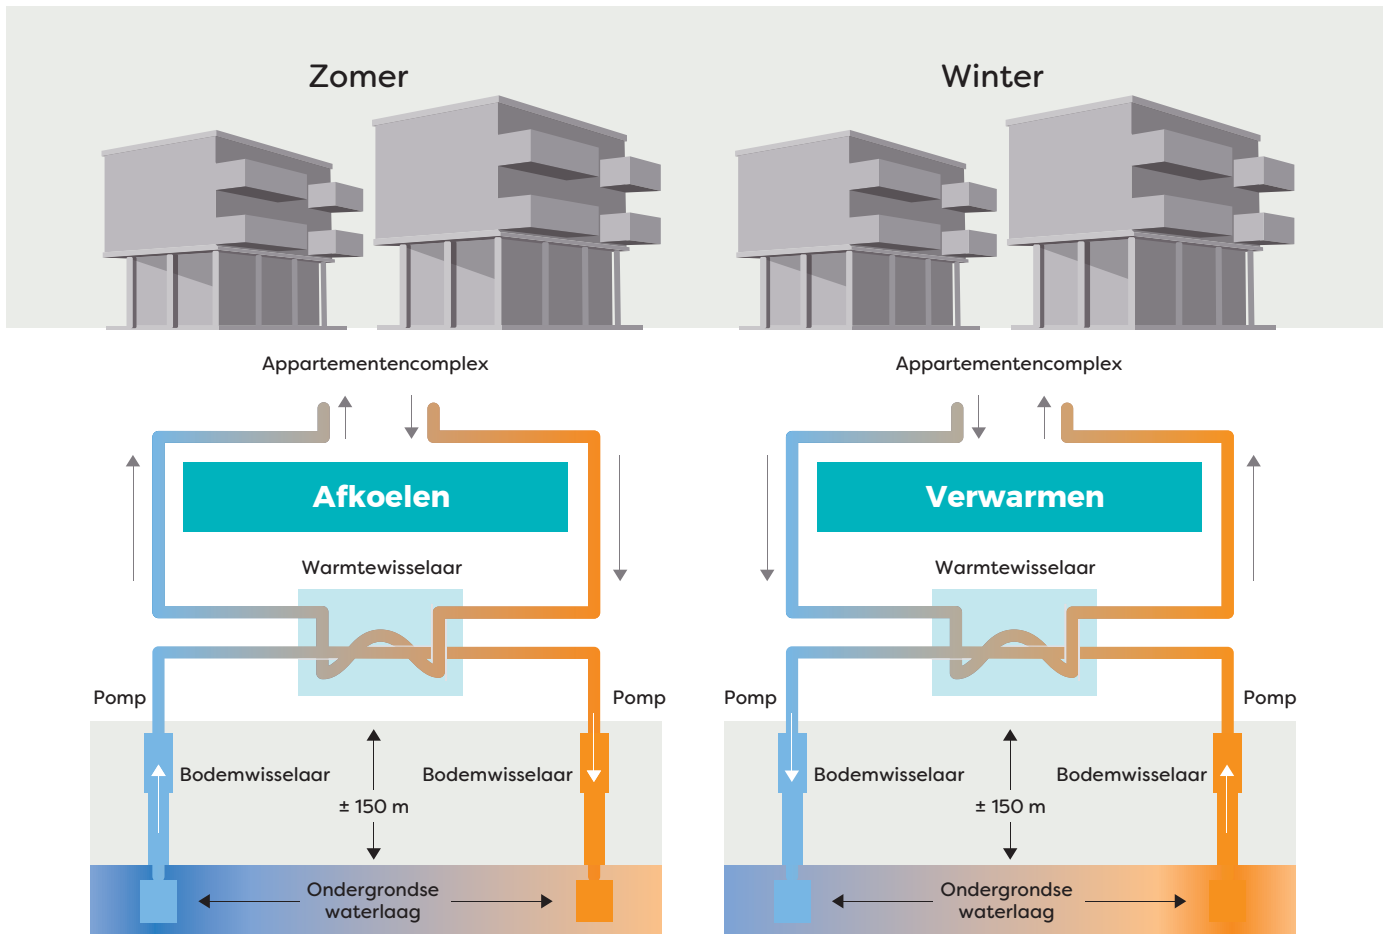 Zomer
Winter
Appartementencomplex
Appartementencomplex
Afkoelen
Verwarmen
Warmtewisselaar
Warmtewisselaar
Pomp
Pomp
Pomp
Pomp
Bodemwisselaar
Bodemwisselaar
Bodemwisselaar
Bodemwisselaar
± 150 m
± 150 m
Ondergrondse
waterlaag
Ondergrondse
waterlaag